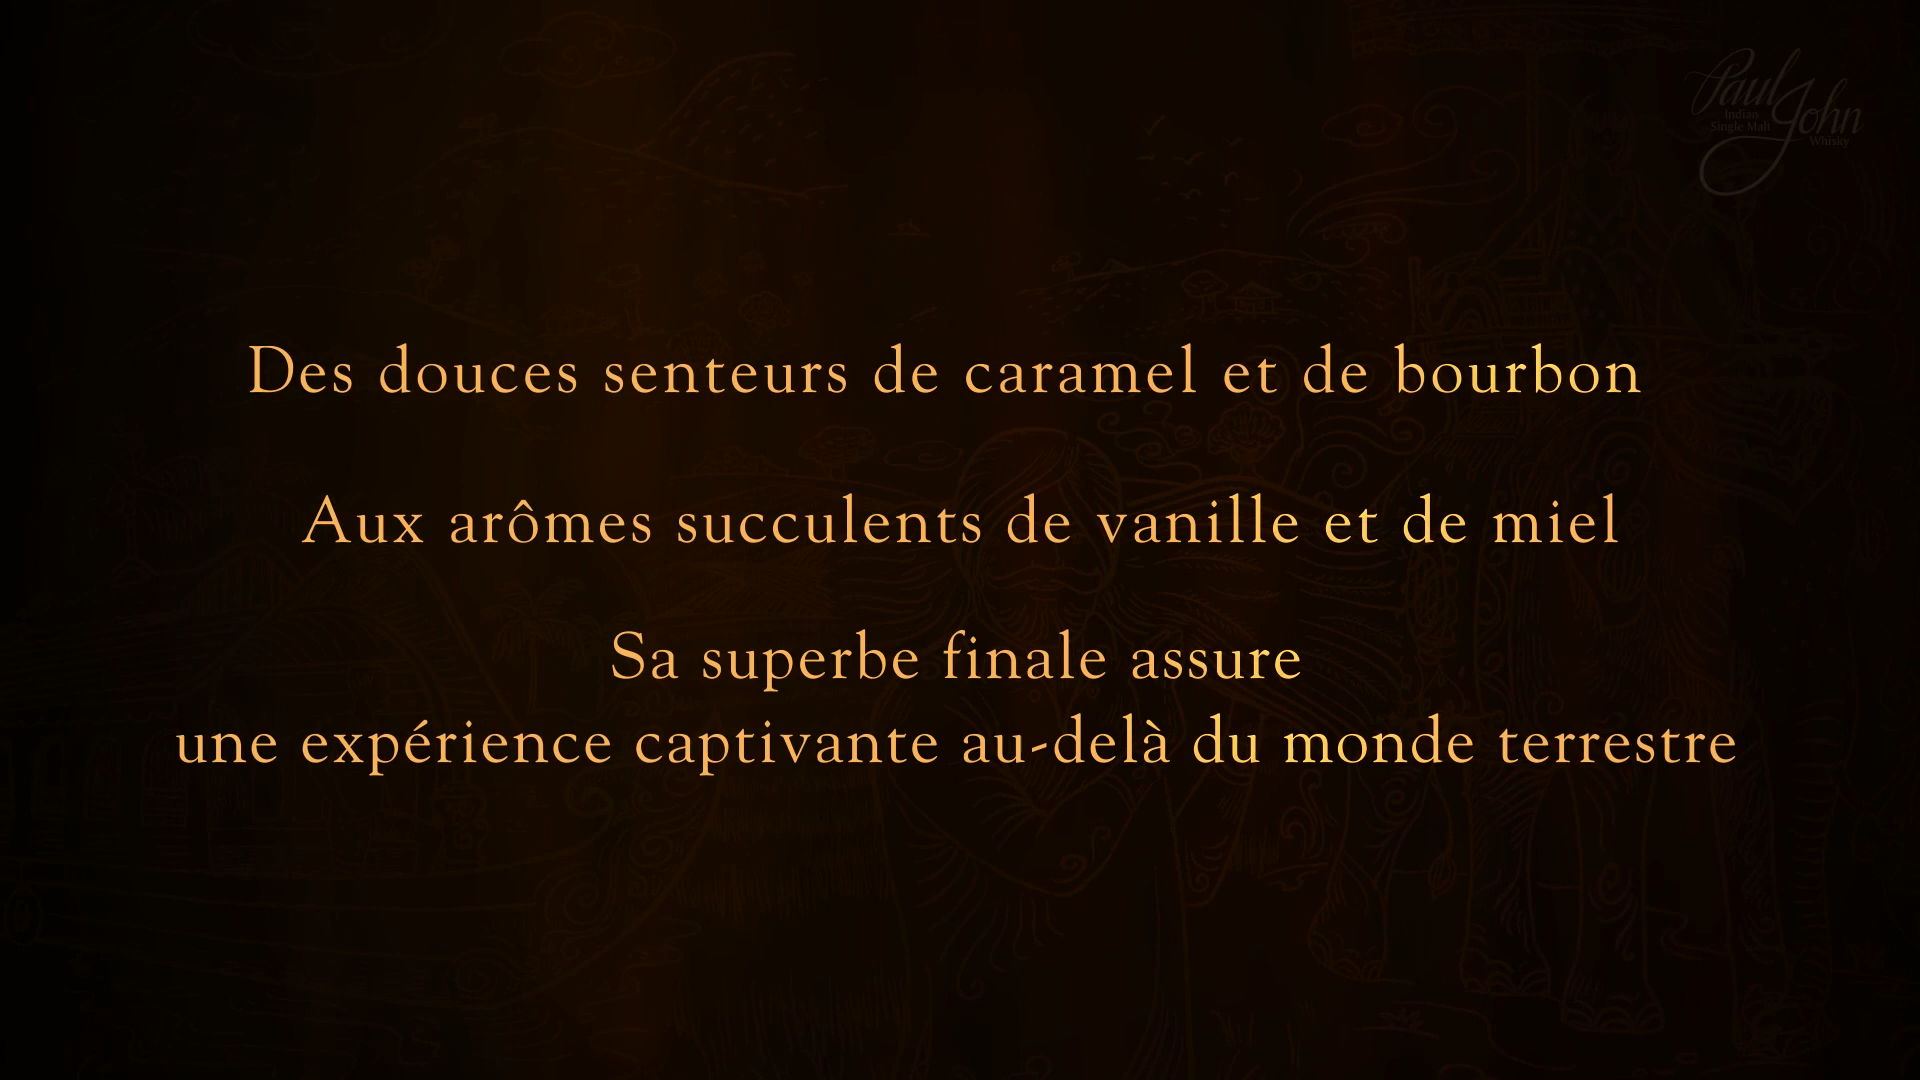 Paul John
Indian
Single Malt
Whisky
Des douces senteurs de caramel et de bourbon
Aux arômes succulents de vanille et de miel
Sa superbe finale assure
une expérience captivante au-delà du monde terrestre